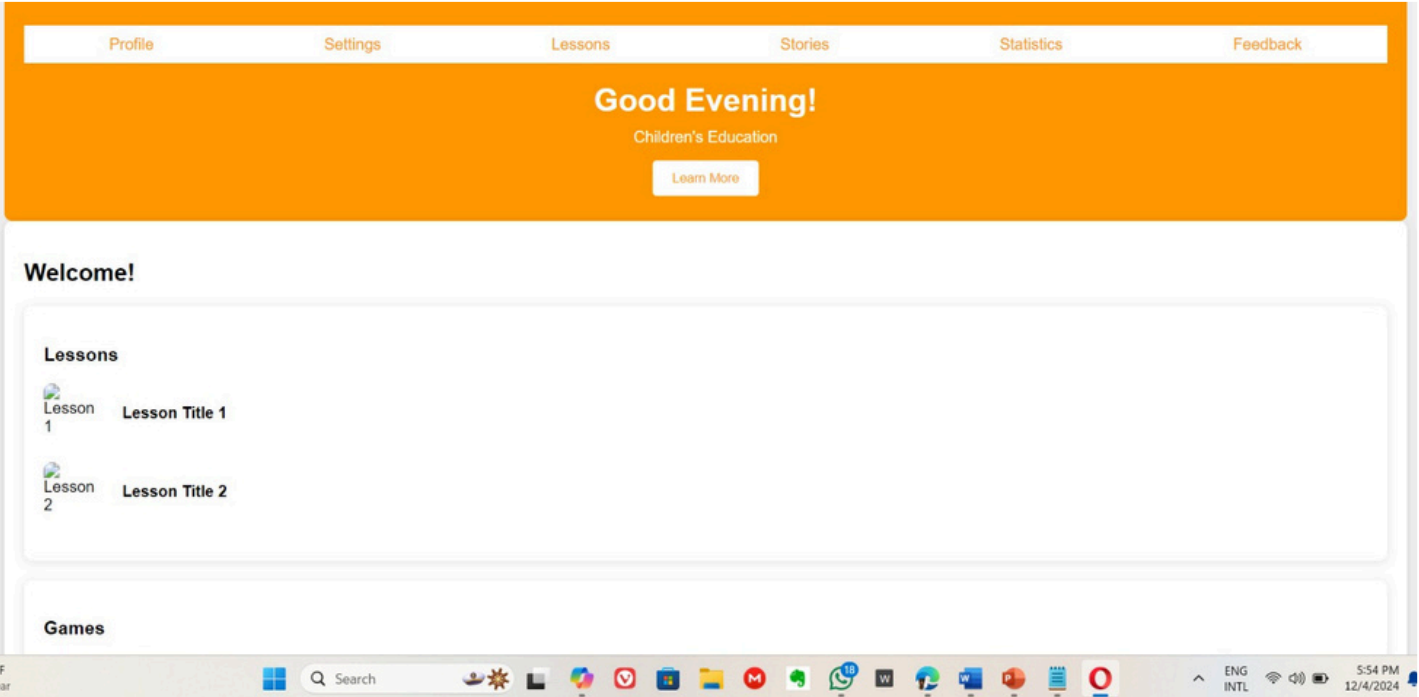 Profile Settings Lessons Stories Statistics Feedback
Good Evening!
Children's Education
Learn More
Welcome!
Lessons
Lesson
1
Lesson Title 1
Lesson
2
Lesson Title 2
Games
Search
18
W
ENG
INTL
5:54 PM
12/4/2024